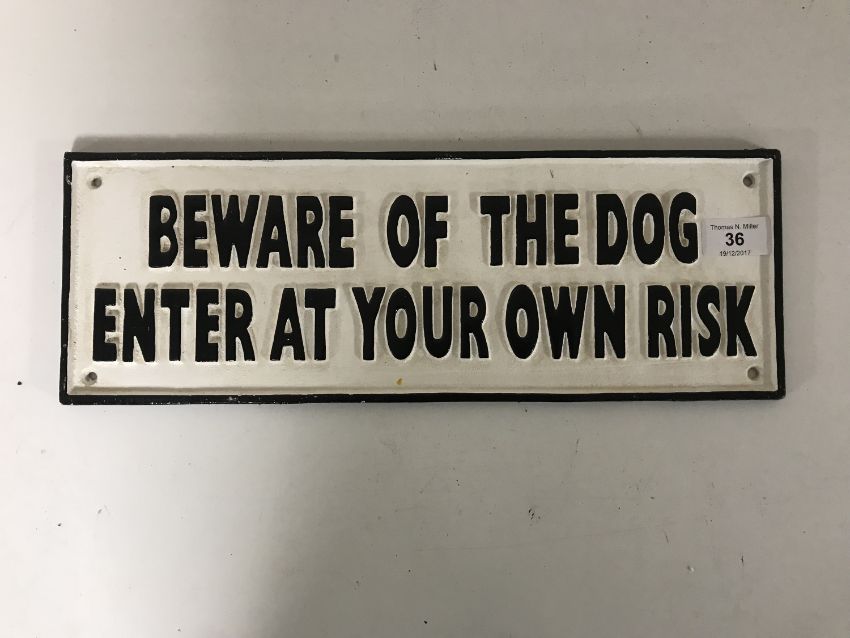 BEWARE OF THE DOG
ENTER AT YOUR OWN RISK
Thomas N. Miller
36
19/12/2017